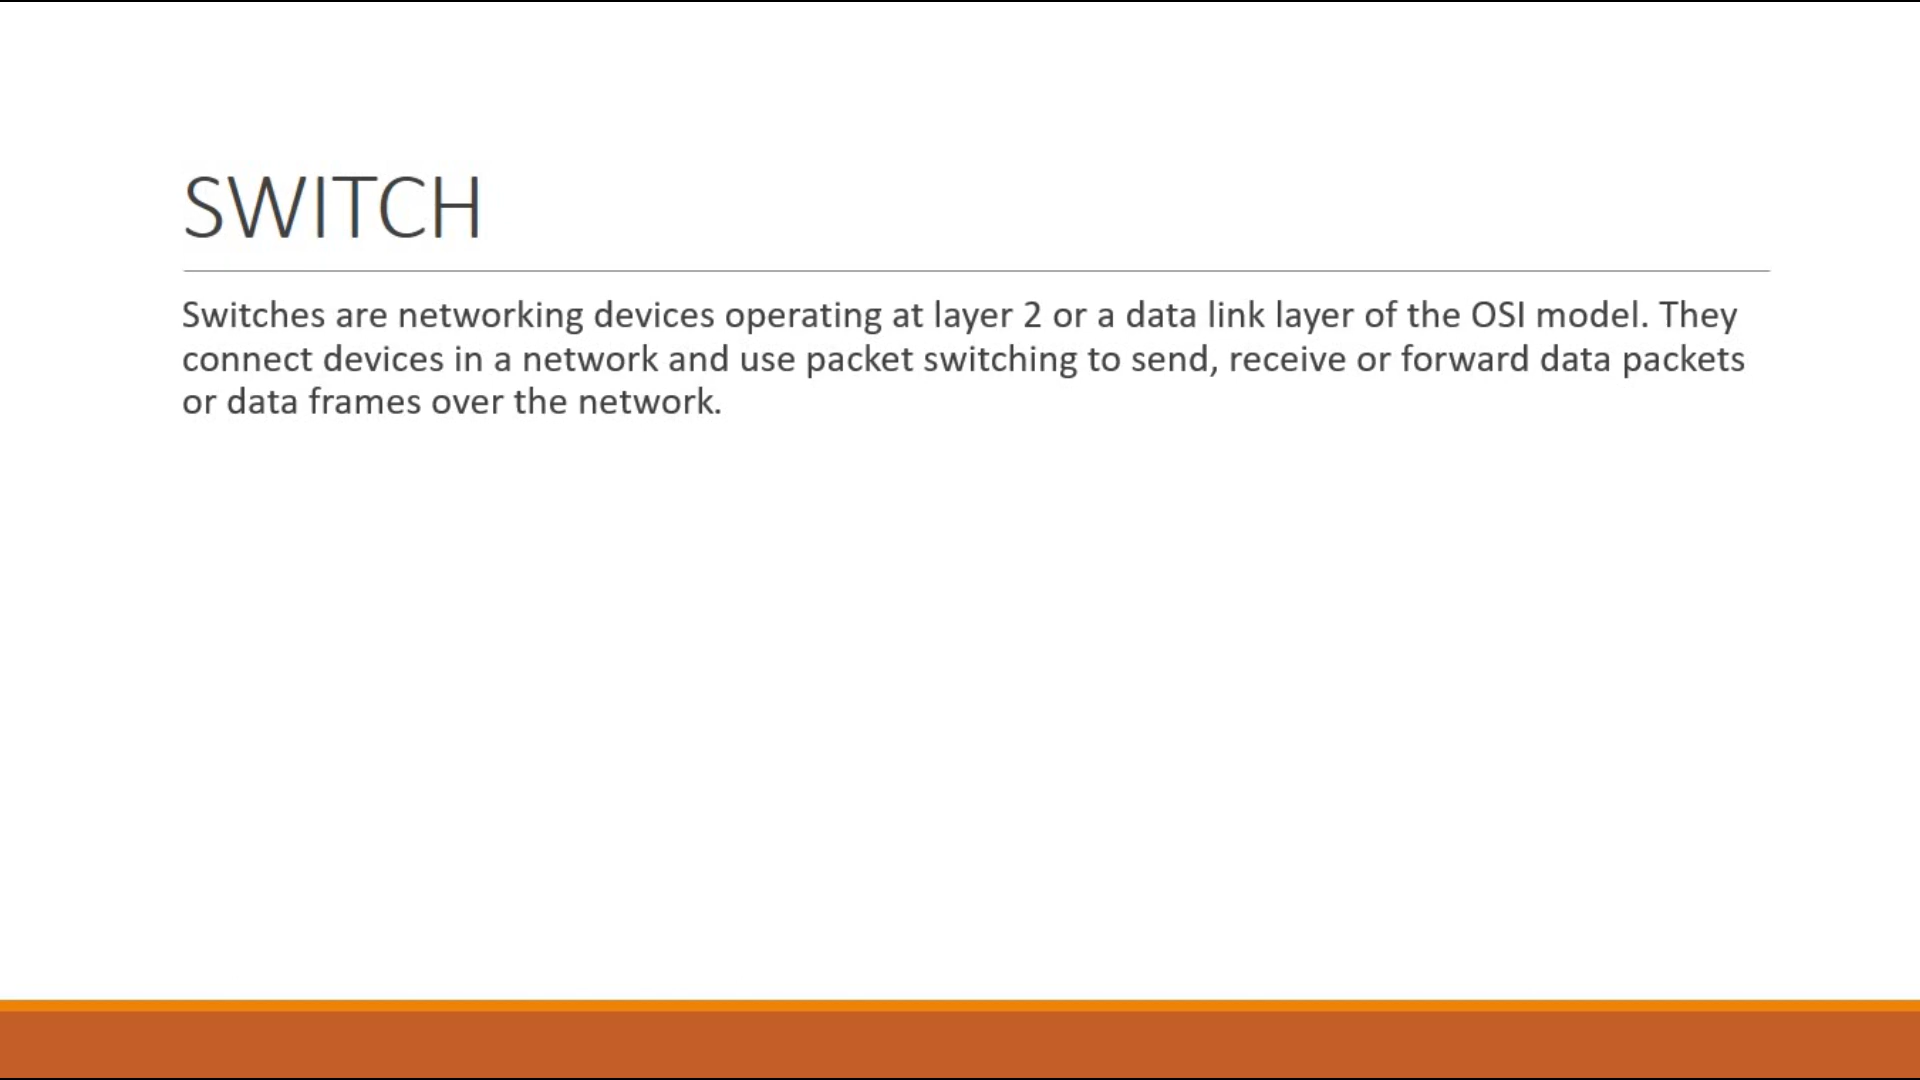 SWITCH
Switches are networking devices operating at layer 2 or a data link layer of the OSI model. They
connect devices in a network and use packet switching to send, receive or forward data packets
or data frames over the network.